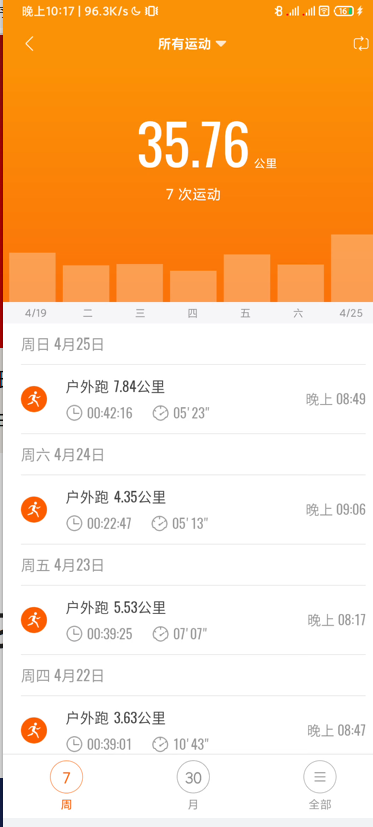 晚上10:17 | 96.3K/s
16
所有运动
35.76 公里
7 次运动
4/19 二 三 四 五 六 4/25
周日 4月25日
户外跑 7.84公里
00:42:16 05'23"
晚上 08:49
周六 4月24日
户外跑 4.35公里
00:22:47 05'13"
晚上 09:06
周五 4月23日
户外跑 5.53公里
00:39:25 07'07"
晚上 08:17
周四 4月22日
户外跑 3.63公里
00:39:01 10'43"
晚上 08:47
7 30
周 月 全部